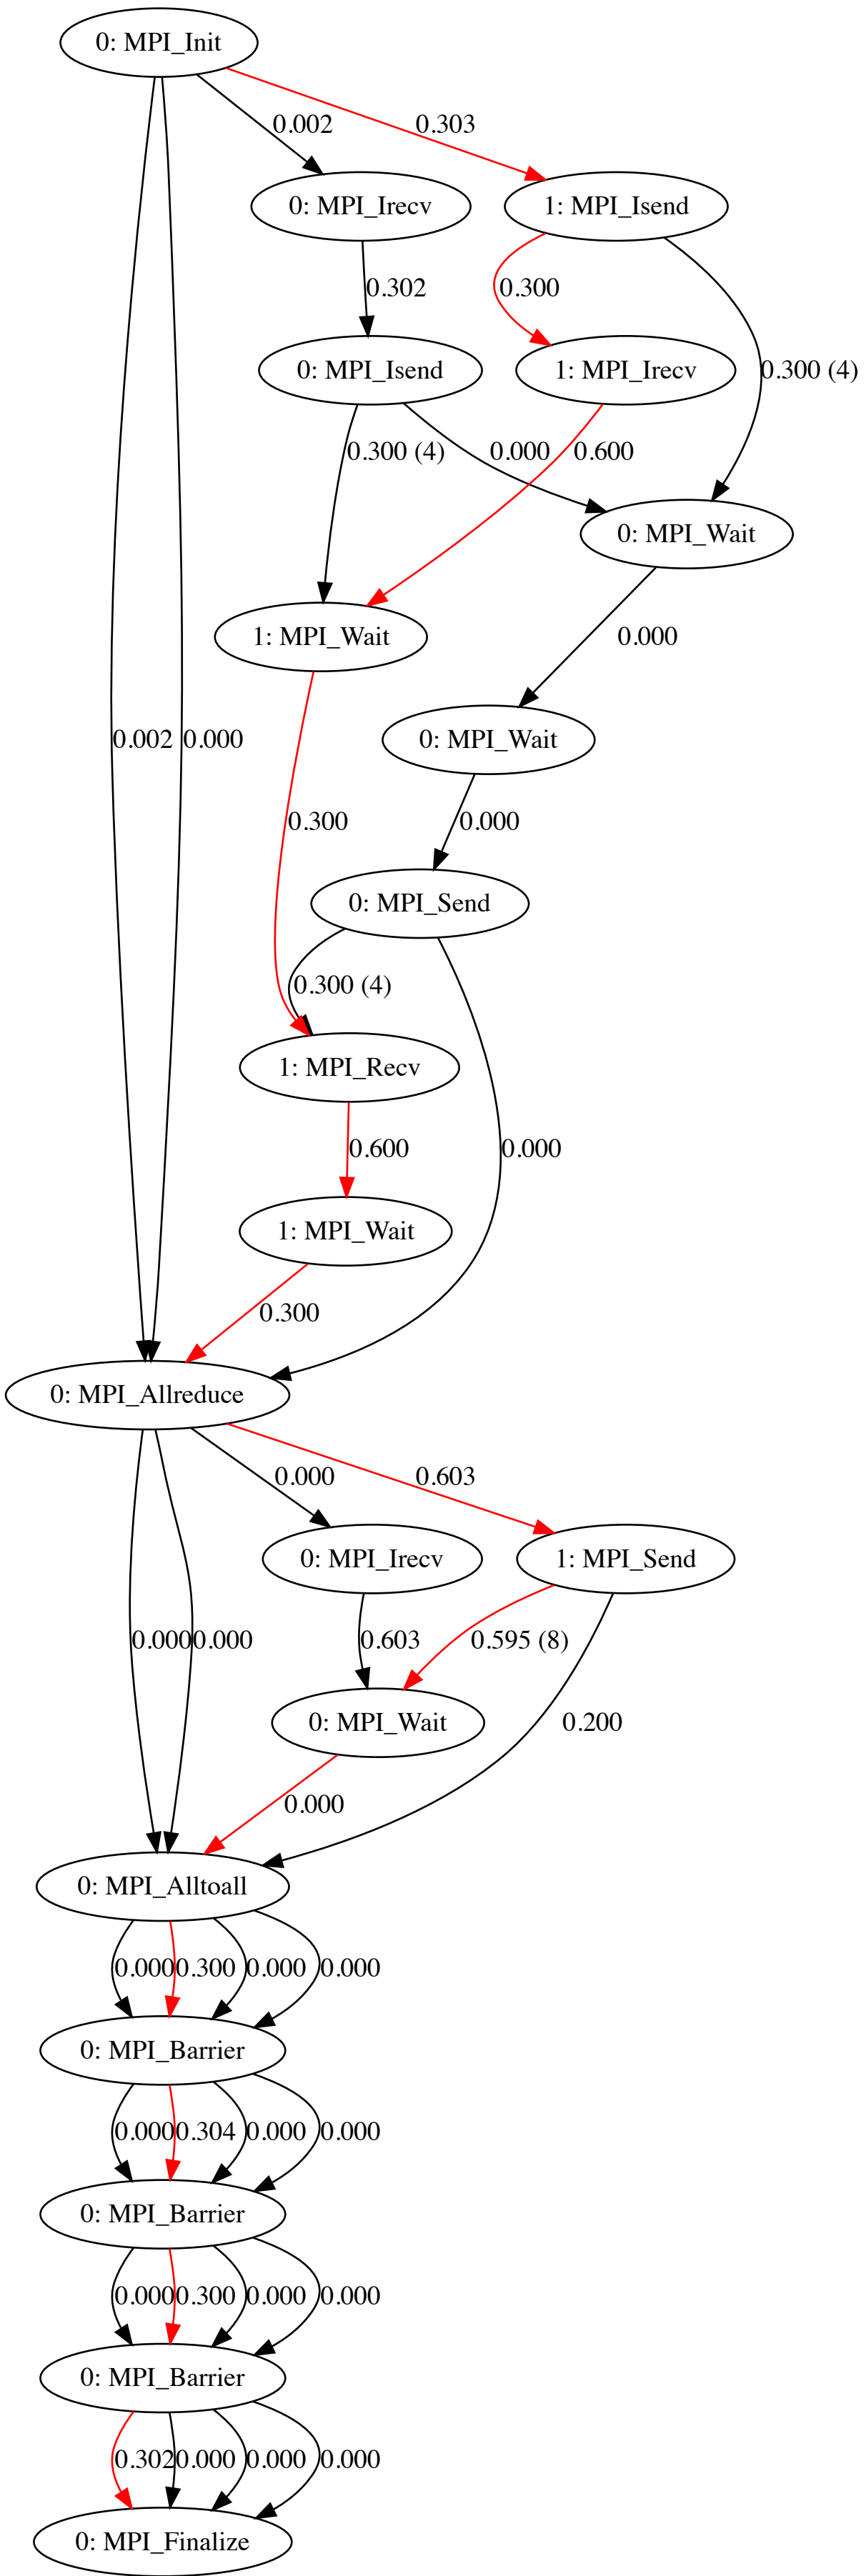 0: MPI_Init
0.002
0.303
0: MPI_Irecv
1: MPI_Isend
0.302
0.300
0: MPI_Isend
1: MPI_Irecv
0.300 (4)
0.300 (4)
0.000
0.600
0: MPI_Wait
1: MPI_Wait
0.000
0.002
0.000
0: MPI_Wait
0.300
0.000
0: MPI_Send
0.300 (4)
1: MPI_Recv
0.600
0.000
1: MPI_Wait
0.300
0: MPI_Allreduce
0.000
0.603
0: MPI_Irecv
1: MPI_Send
0.000
0.000
0.603
0.595 (8)
0: MPI_Wait
0.200
0.000
0: MPI_Alltoall
0.000
0.300
0.000
0.000
0: MPI_Barrier
0.000
0.304
0.000
0.000
0: MPI_Barrier
0.000
0.300
0.000
0.000
0: MPI_Barrier
0.302
0.000
0.000
0.000
0: MPI_Finalize